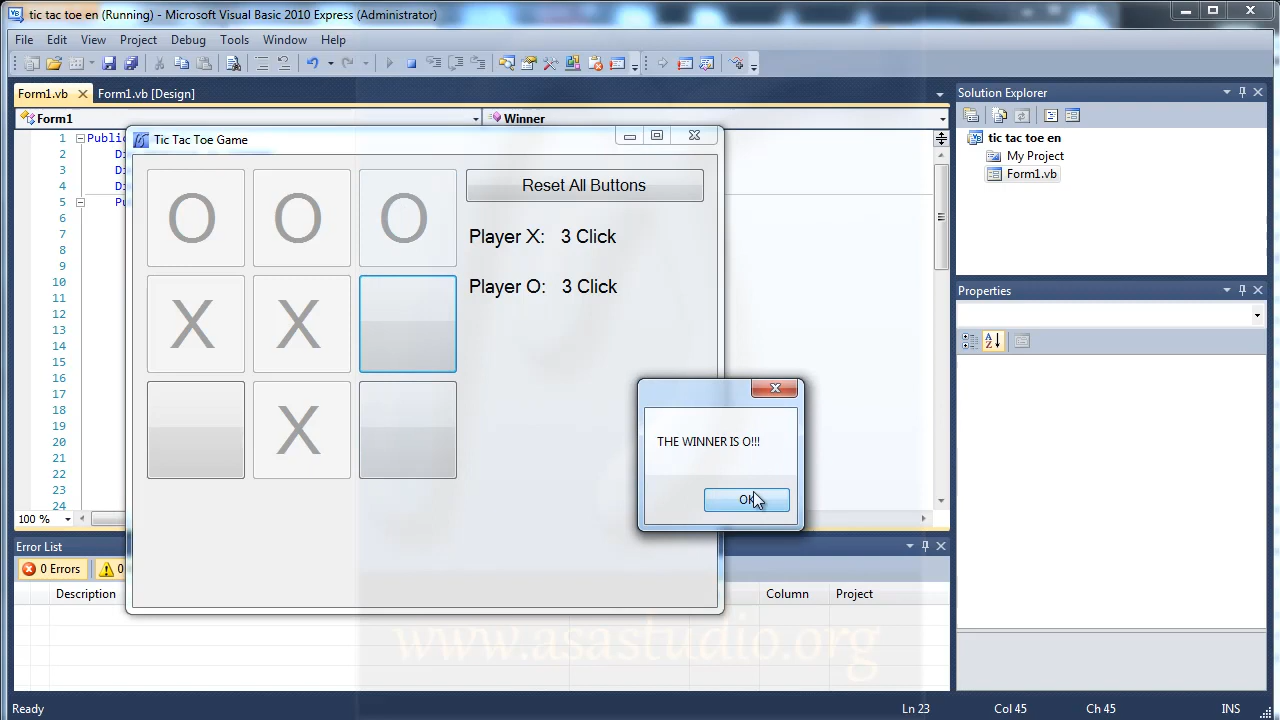 tic tac toe en (Running) - Microsoft Visual Basic 2010 Express (Administrator)
File Edit View Project Debug Tools Window Help
Form1.vb Form1.vb [Design]
Form1 Winner
Solution Explorer
tic tac toe en
My Project
Form1.vb
Properties
1 Public
2
3
4
5
6
7
8
9
10
11
12
13
14
15
16
17
18
19
20
21
22
23
24
Tic Tac Toe Game
O O O
X X
X
Reset All Buttons
Player X: 3 Click
Player O: 3 Click
THE WINNER IS O!!!
OK
100 %
Error List
0 Errors 0
Description Column Project
www.asastudio.org
Ln 23 Col 45 Ch 45 INS